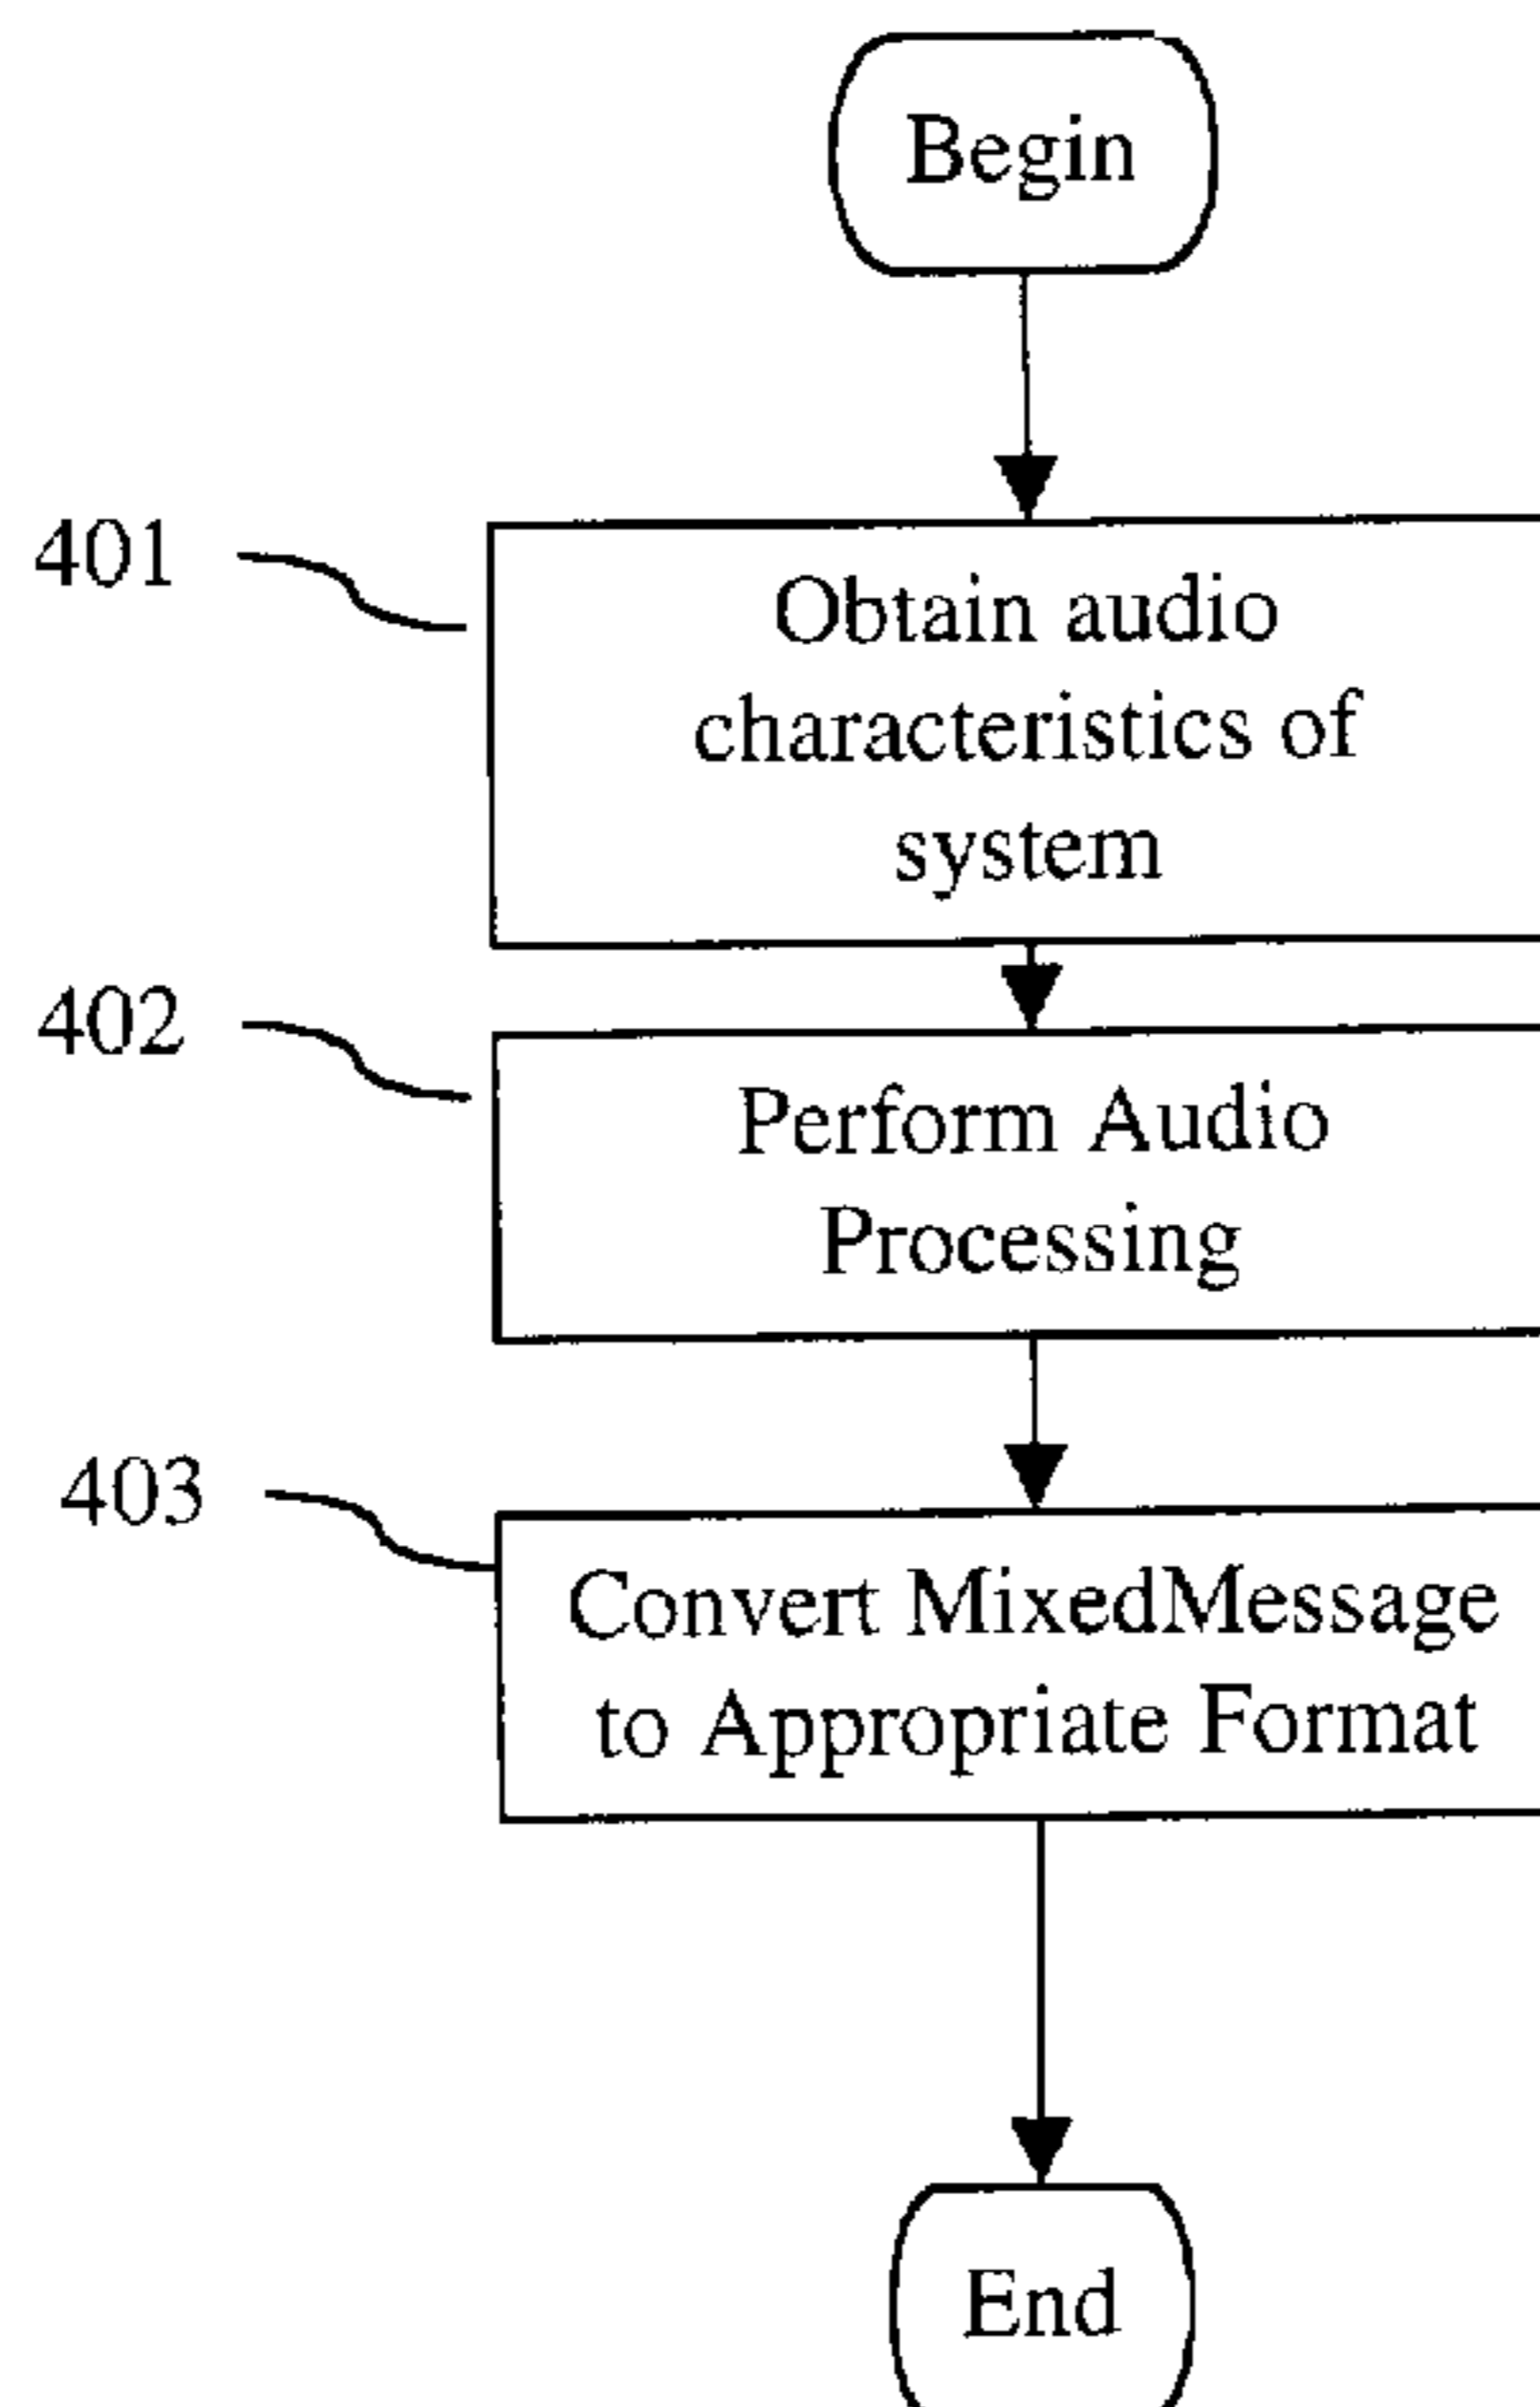 Begin
401
Obtain audio
characteristics of
system
402
Perform Audio
Processing
403
Convert MixedMessage
to Appropriate Format
End